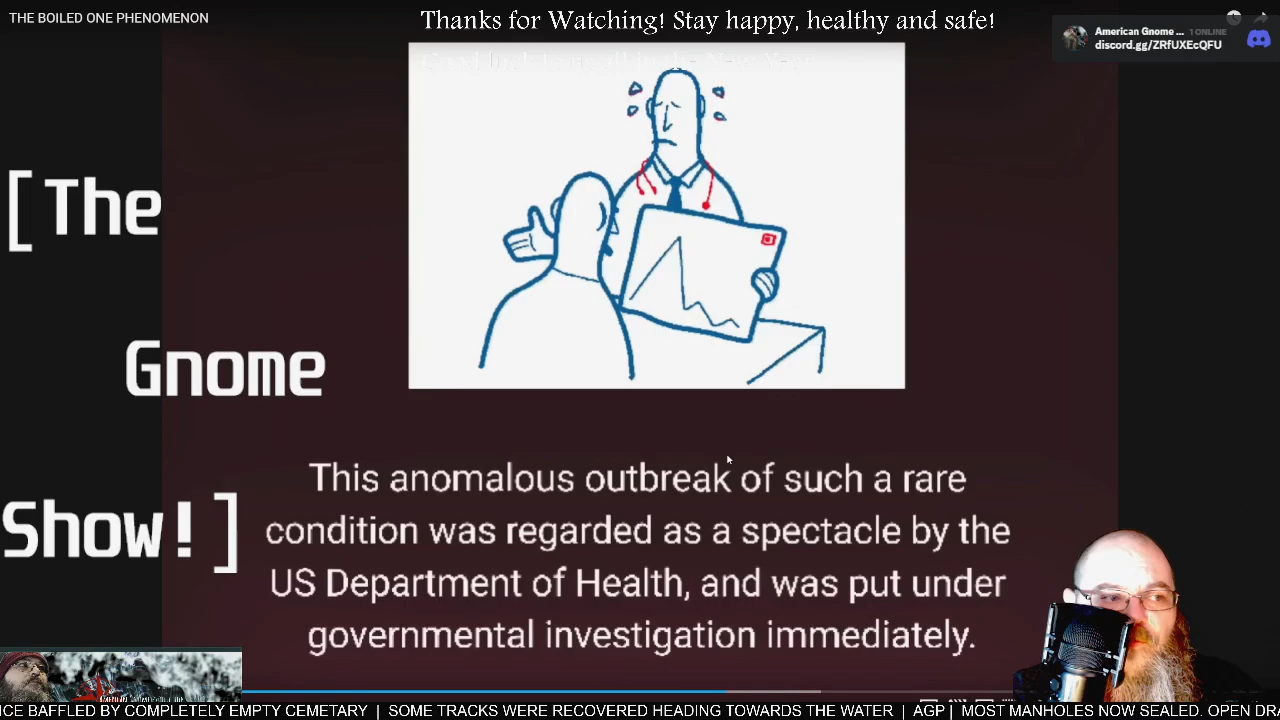 THE BOILED ONE PHENOMENON
Thanks for Watching! Stay happy, healthy and safe!
American Gnome ...
1 ONLINE
discord.gg/ZRfUXEcQFU
[The
Gnome
Show!]
This anomalous outbreak of such a rare
condition was regarded as a spectacle by the
US Department of Health, and was put under
governmental investigation immediately.
ICE BAFFLED BY COMPLETELY EMPTY CEMETARY | SOME TRACKS WERE RECOVERED HEADING TOWARDS THE WATER | AGP| MOST MANHOLES NOW SEALED. OPEN DRA